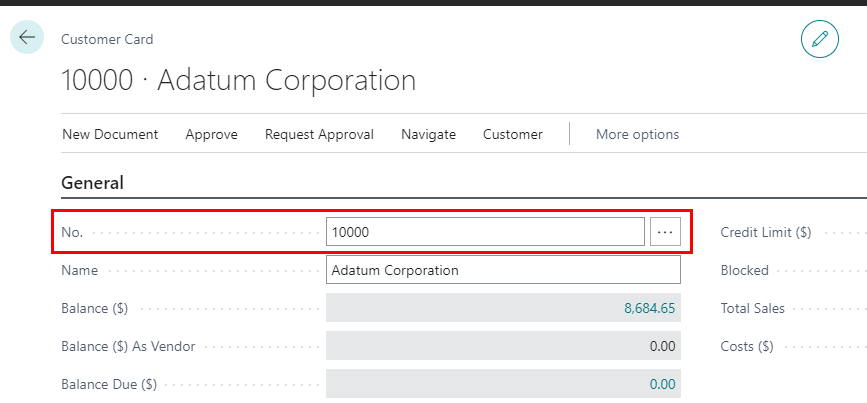 Customer Card
10000 · Adatum Corporation
New Document Approve Request Approval Navigate Customer More options
General
No. 10000 ···
Name Adatum Corporation
Balance ($) 8,684.65
Balance ($) As Vendor 0.00
Balance Due ($) 0.00
Credit Limit ($)
Blocked
Total Sales
Costs ($)